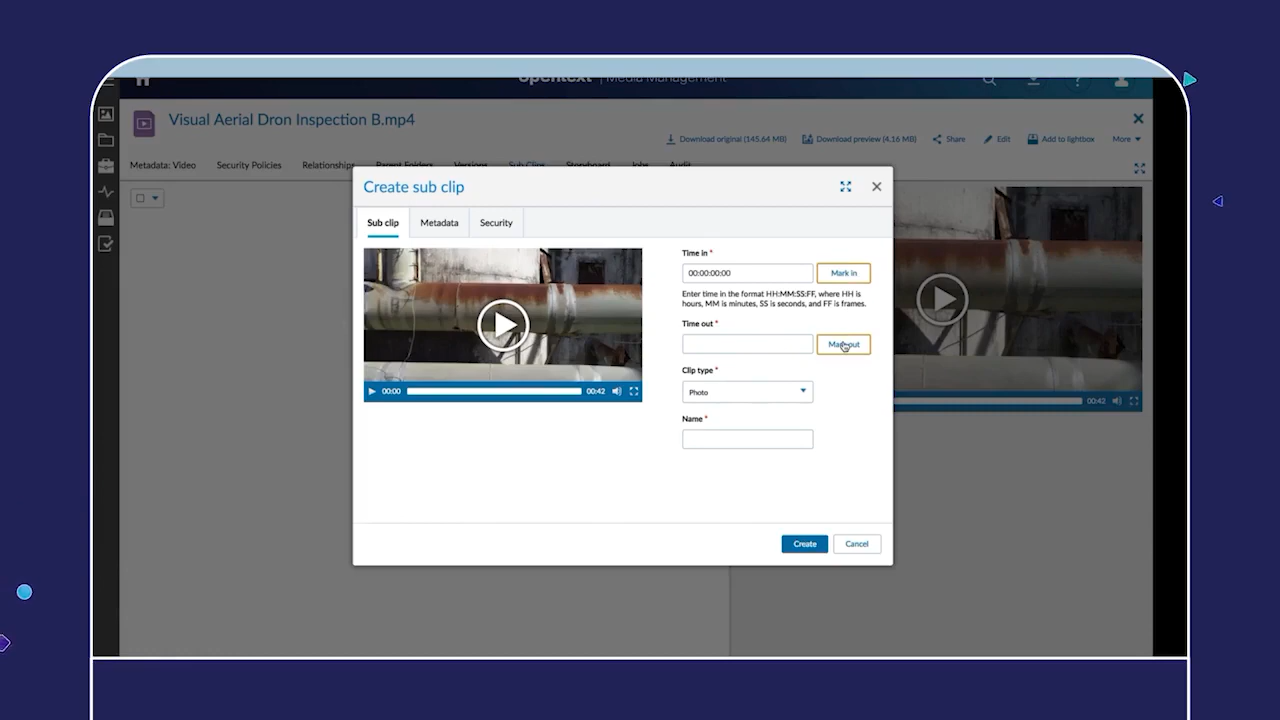 opentext | Media Management
Visual Aerial Dron Inspection B.mp4
Download original (145.64 MB) Download preview (4.16 MB) Share Edit Add to lightbox More
Metadata: Video Security Policies Relationships Parent Folders Versions Sub Clips Storyboard Jobs Audit
Create sub clip
Sub clip Metadata Security
Time in *
00:00:00:00 Mark in
Enter time in the format HH:MM:SS:FF, where HH is
hours, MM is minutes, SS is seconds, and FF is frames.
Time out *
Mark out
Clip type *
Photo
00:00 00:42
00:42
Name *
Create Cancel